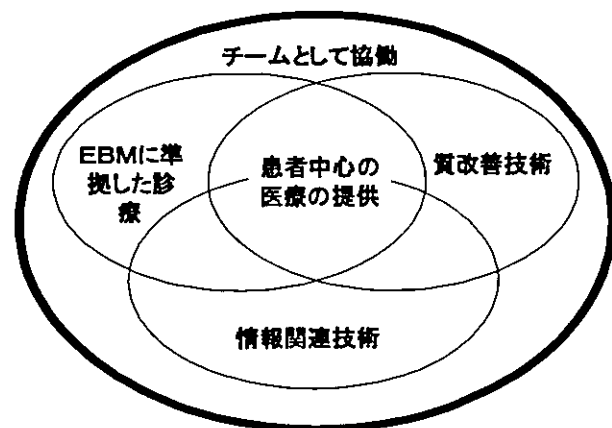 チームとして協働
EBMに準
拠した診
療
患者中心の
医療の提供
質改善技術
情報関連技術